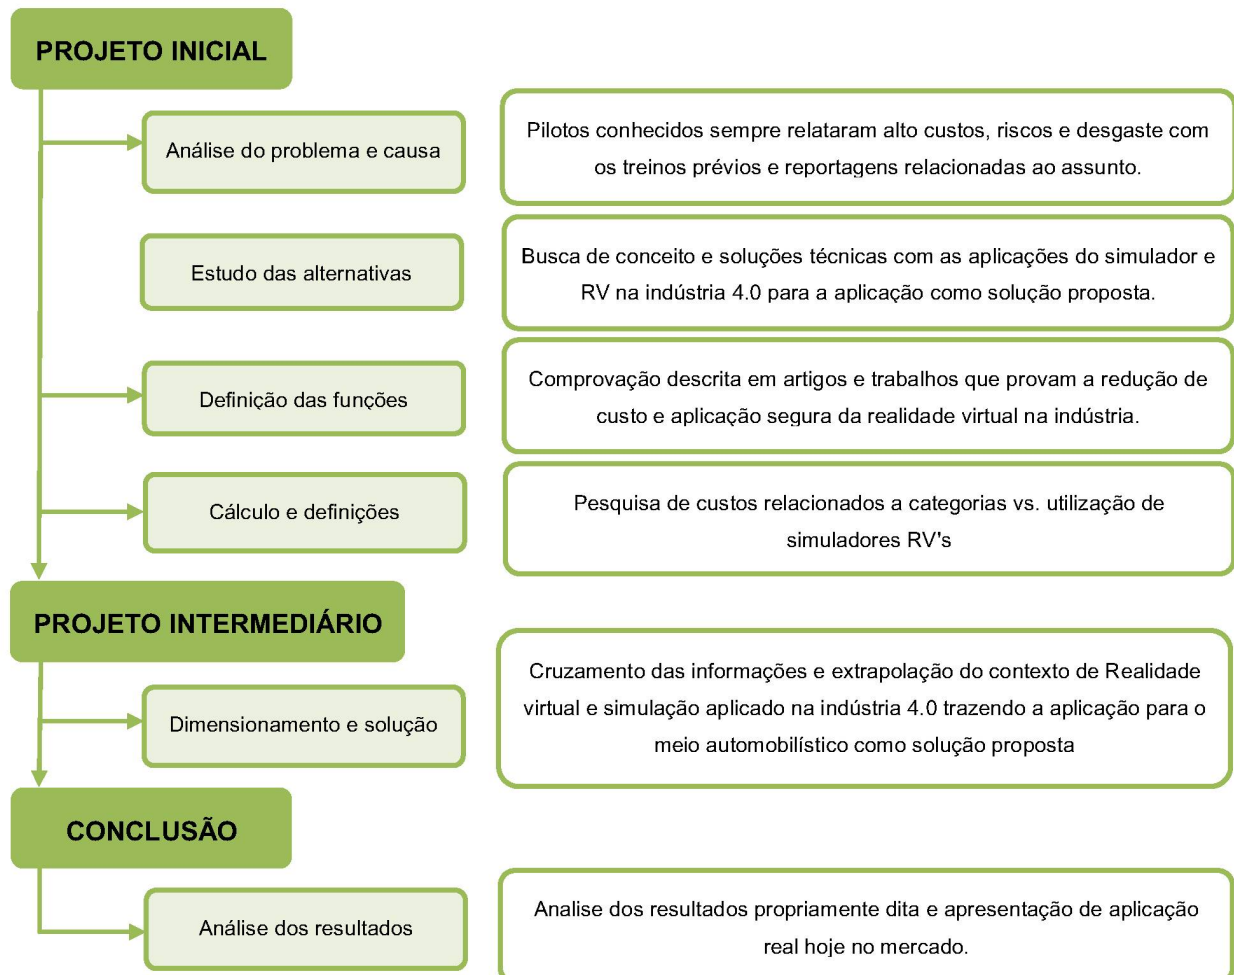 PROJETO INICIAL
Análise do problema e causa
Pilotos conhecidos sempre relataram alto custos, riscos e desgaste com
os treinos prévios e reportagens relacionadas ao assunto.
Estudo das alternativas
Busca de conceito e soluções técnicas com as aplicações do simulador e
RV na indústria 4.0 para a aplicação como solução proposta.
Definição das funções
Comprovação descrita em artigos e trabalhos que provam a redução de
custo e aplicação segura da realidade virtual na indústria.
Cálculo e definições
Pesquisa de custos relacionados a categorias vs. utilização de
simuladores RV's
PROJETO INTERMEDIÁRIO
Dimensionamento e solução
Cruzamento das informações e extrapolação do contexto de Realidade
virtual e simulação aplicado na indústria 4.0 trazendo a aplicação para o
meio automobilístico como solução proposta
CONCLUSÃO
Análise dos resultados
Analise dos resultados propriamente dita e apresentação de aplicação
real hoje no mercado.